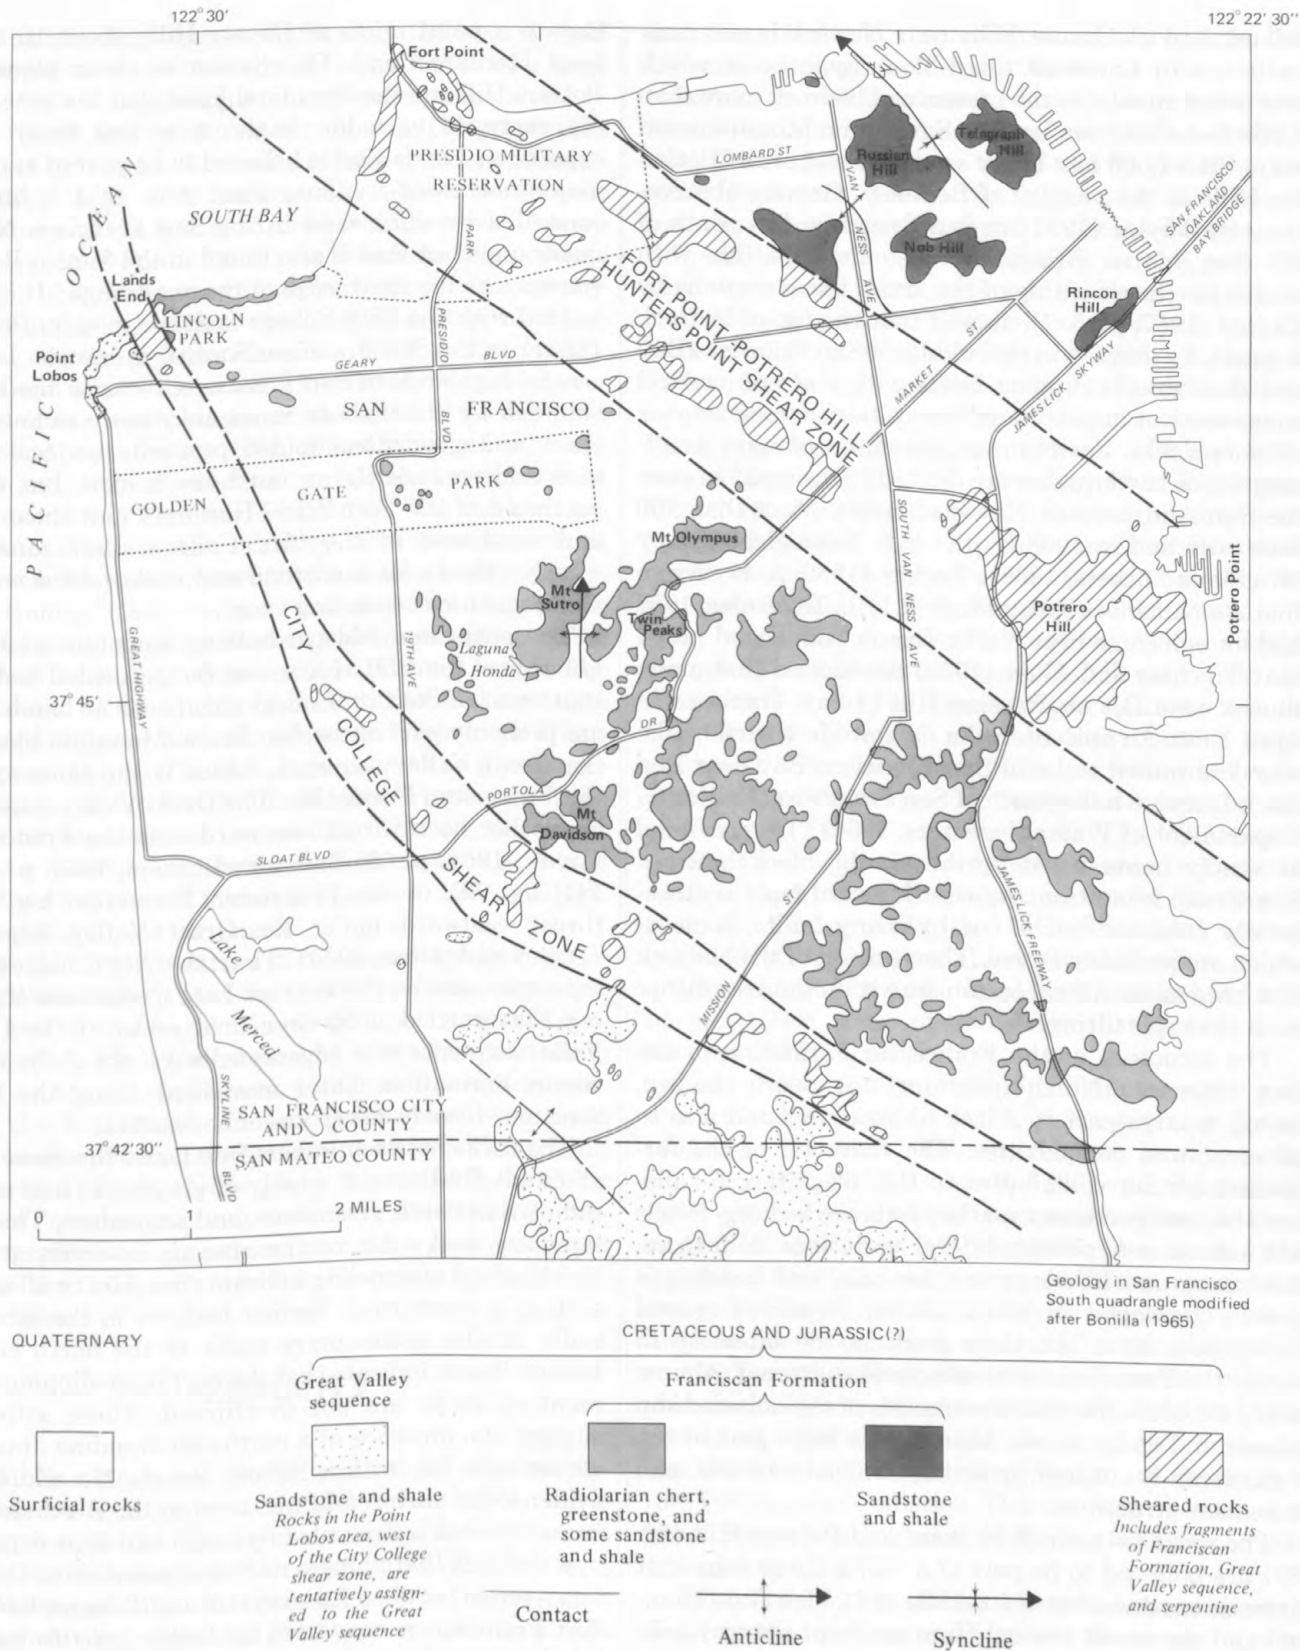 122°30'
122°22'30"
Fort Point
PRESIDIO MILITARY
RESERVATION
LOMBARD ST
Russian
Hill
Telegraph
Hill
VAN NESS AVE
Nob Hill
SAN FRANCISCO
OAKLAND
BAY BRIDGE
PACIFIC OCEAN
SOUTH BAY
PARK PRESIDIO BLVD
Lands
End
LINCOLN
PARK
Point
Lobos
GEARY BLVD
FORT POINT-POTRERO HILL
HUNTERS POINT SHEAR ZONE
Rincon
Hill
MARKET ST
JAMES LICK SKYWAY
SAN FRANCISCO
GOLDEN GATE PARK
Mt Olympus
Mt
Sutro
Twin
Peaks
Laguna
Honda
SOUTH VAN NESS AVE
Potrero
Hill
Potrero Point
GREAT HIGHWAY
19TH AVE
37°45'
CITY COLLEGE SHEAR ZONE
PORTOLA DR
Mt
Davidson
SLOAT BLVD
Lake Merced
MISSION ST
JAMES LICK FREEWAY
SKYLINE BLVD
SAN FRANCISCO CITY
AND COUNTY
37°42'30"
SAN MATEO COUNTY
0 1 2 MILES
Geology in San Francisco
South quadrangle modified
after Bonilla (1965)
QUATERNARY
CRETACEOUS AND JURASSIC(?)
Great Valley
sequence
Franciscan Formation
Surficial rocks
Sandstone and shale
Rocks in the Point
Lobos area, west
of the City College
shear zone, are
tentatively assign-
ed to the Great
Valley sequence
Radiolarian chert,
greenstone, and
some sandstone
and shale
Sandstone
and shale
Sheared rocks
Includes fragments
of Franciscan
Formation, Great
Valley sequence,
and serpentine
Contact
Anticline
Syncline